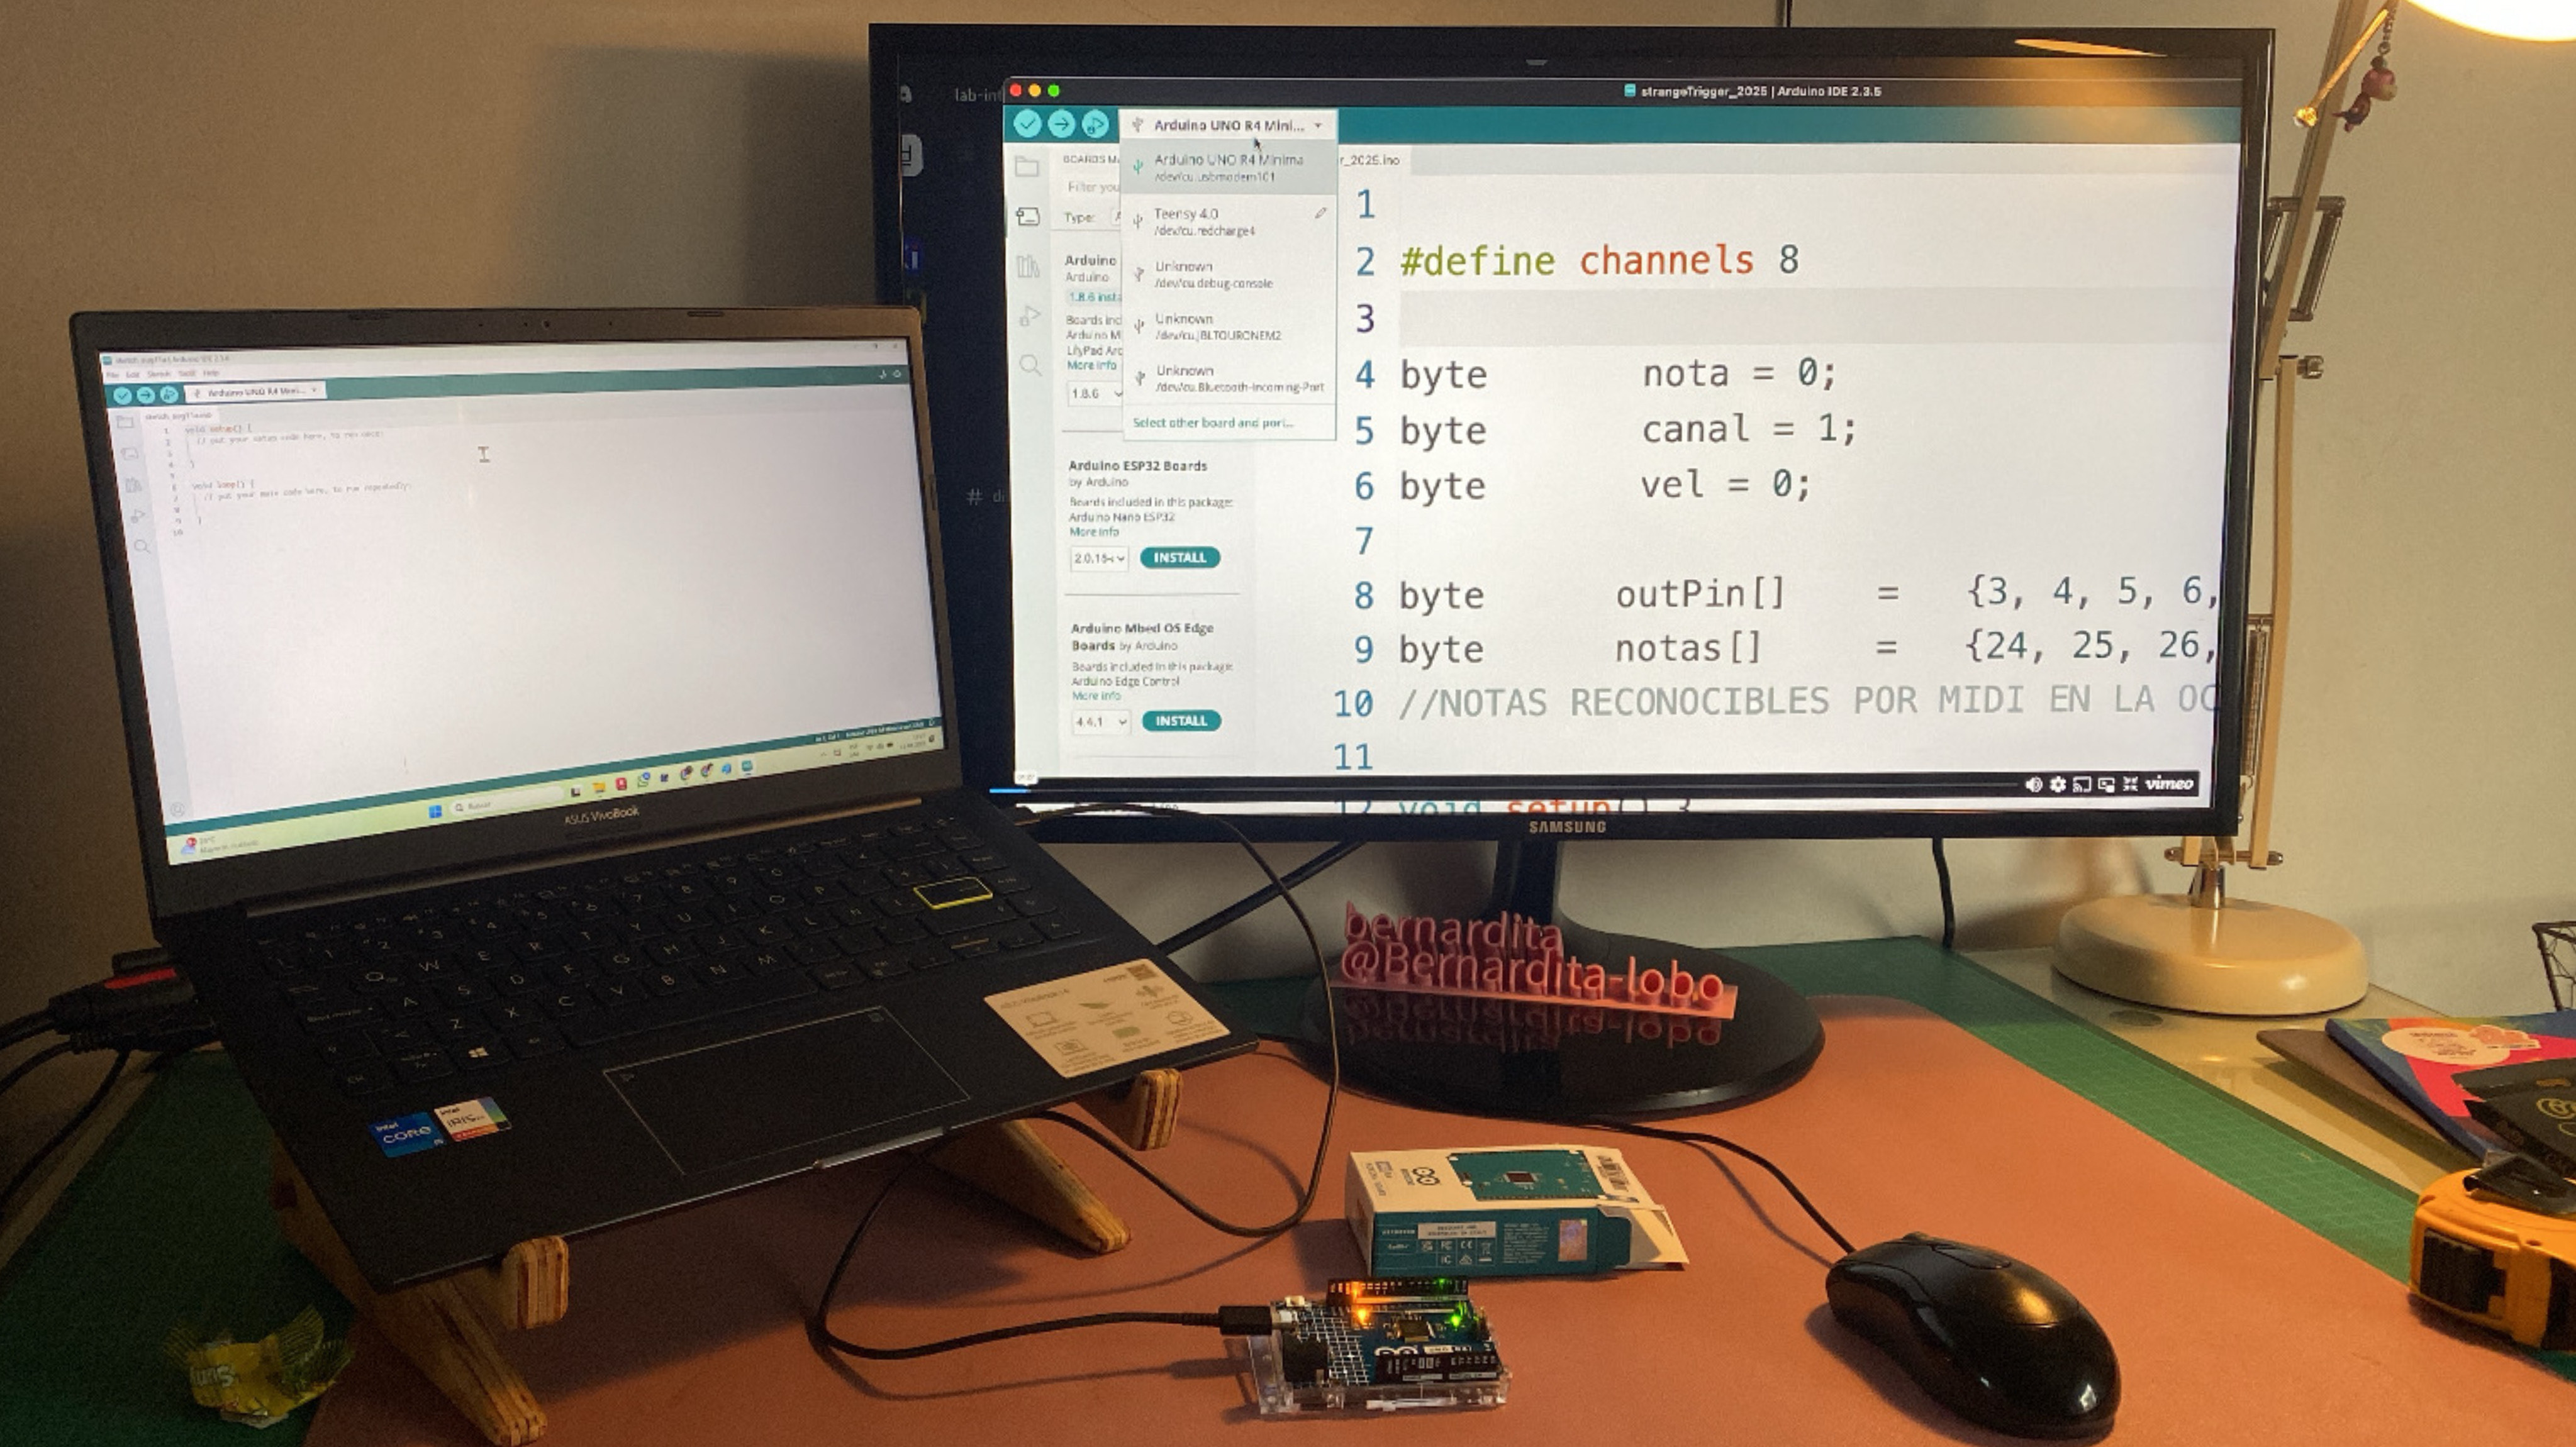 strangeTrigger_2025 | Arduino IDE 2.3.5
Arduino UNO R4 Mini...
BOARDS M
r_2025.ino
Arduino UNO R4 Minima
/dev/cu.usbmodem101
Filter you
Type:
Teensy 4.0
/dev/cu.redcharge4
Arduino
Arduino
1.8.6 insta
Unknown
/dev/cu.debug-console
Boards inc
Arduino M
LilyPad Arc
More info
Unknown
/dev/cu.JBLTOURONEM2
1.8.6
Unknown
/dev/cu.Bluetooth-Incoming-Port
Select other board and port...
Arduino ESP32 Boards
by Arduino
Boards included in this package:
Arduino Nano ESP32
More info
INSTALL
Arduino Mbed OS Edge
Boards by Arduino
Boards included in this package:
Arduino Edge Control
More info
4.4.1 INSTALL
1
2 #define channels 8
3
4 byte nota = 0;
5 byte canal = 1;
6 byte vel = 0;
7
8 byte outPin[] = {3, 4, 5, 6,
9 byte notas[] = {24, 25, 26,
10 //NOTAS RECONOCIBLES POR MIDI EN LA OC
11
12 void setup() {
vimeo
SAMSUNG
Arduino UNO R4 Mini...
1 void setup() {
2 // put your setup code here, to run once:
3
4 }
5
6 void loop() {
7 // put your main code here, to run repeatedly:
8
9 }
10
Buscar
ASUS VivoBook
bernardita
@Bernardita-lobo
intel
CORE i5
intel
IRIS Xe